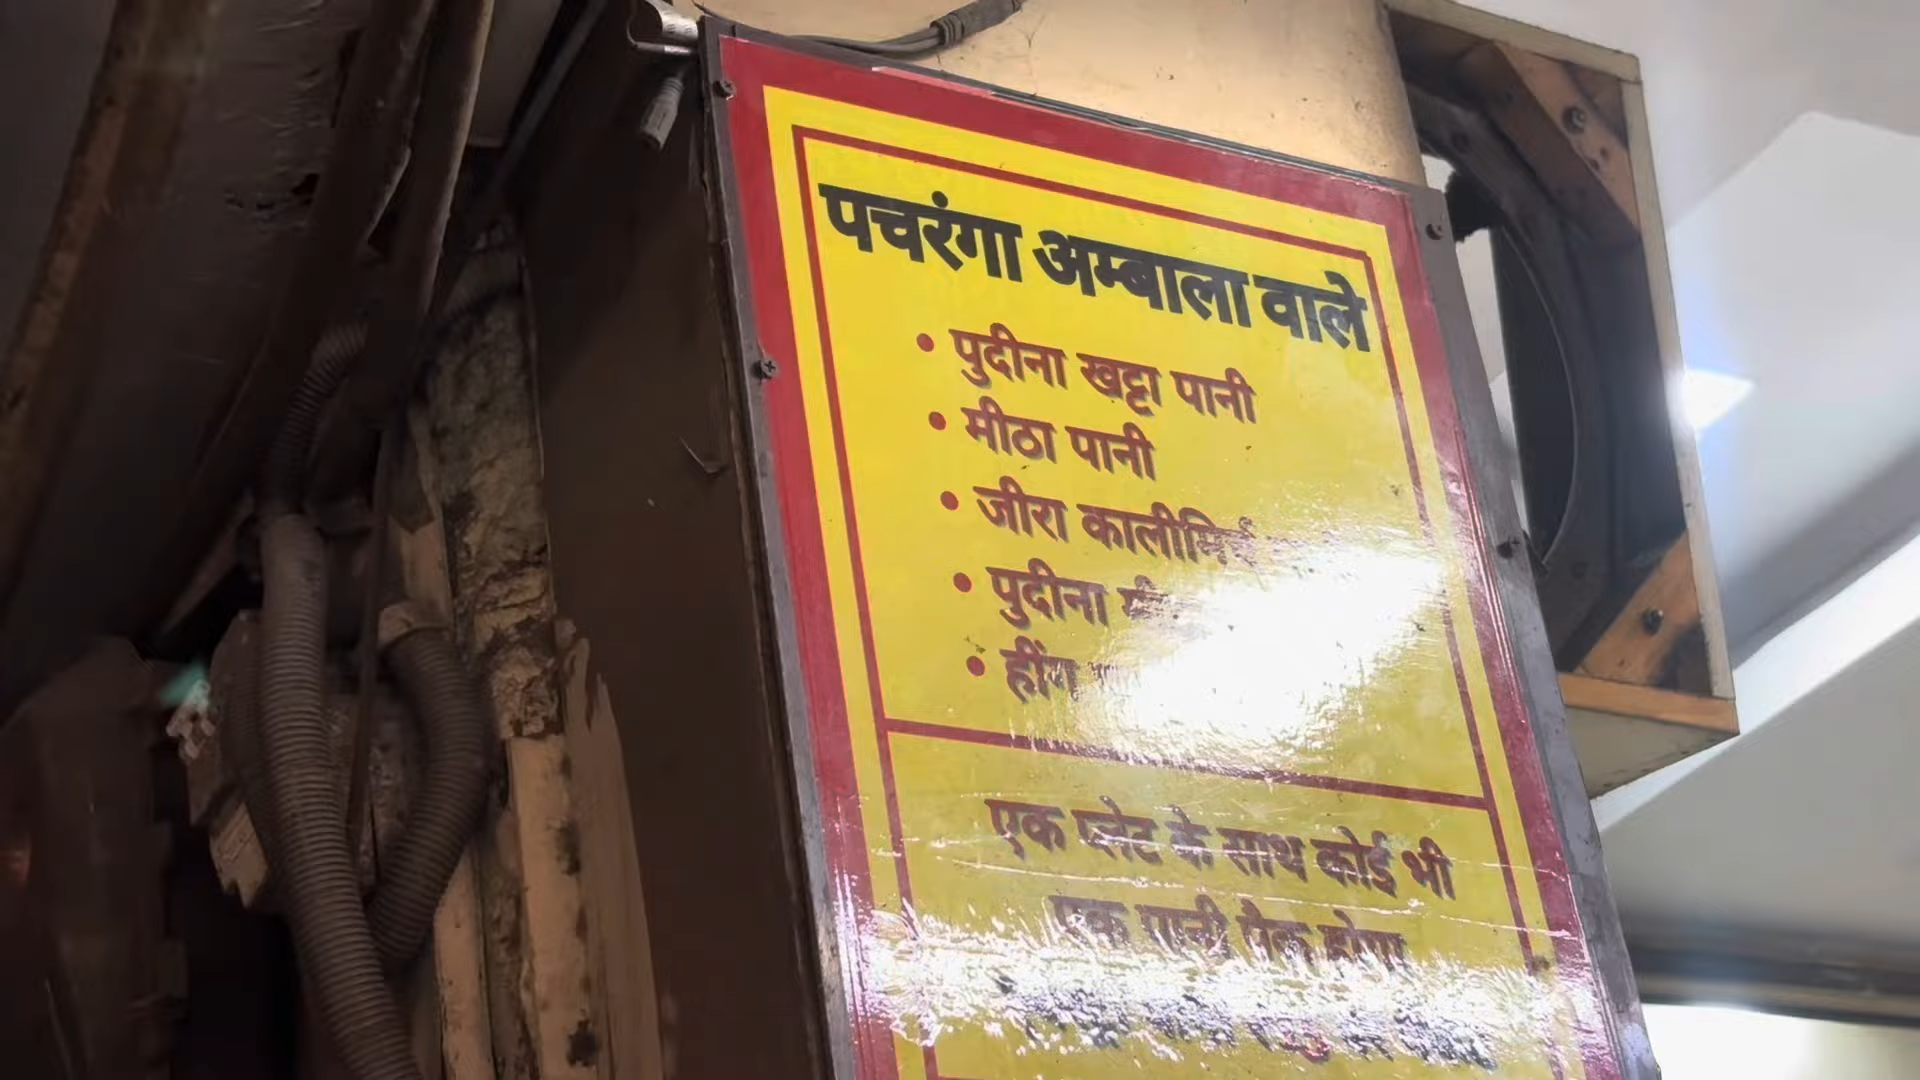 पचरंगा अम्बाला वाले
• पुदीना खट्टा पानी
• मीठा पानी
• जीरा कालीमिर्च
• पुदीना
• हींग
एक प्लेट के साथ कोई भी
एक पानी पैक होगा